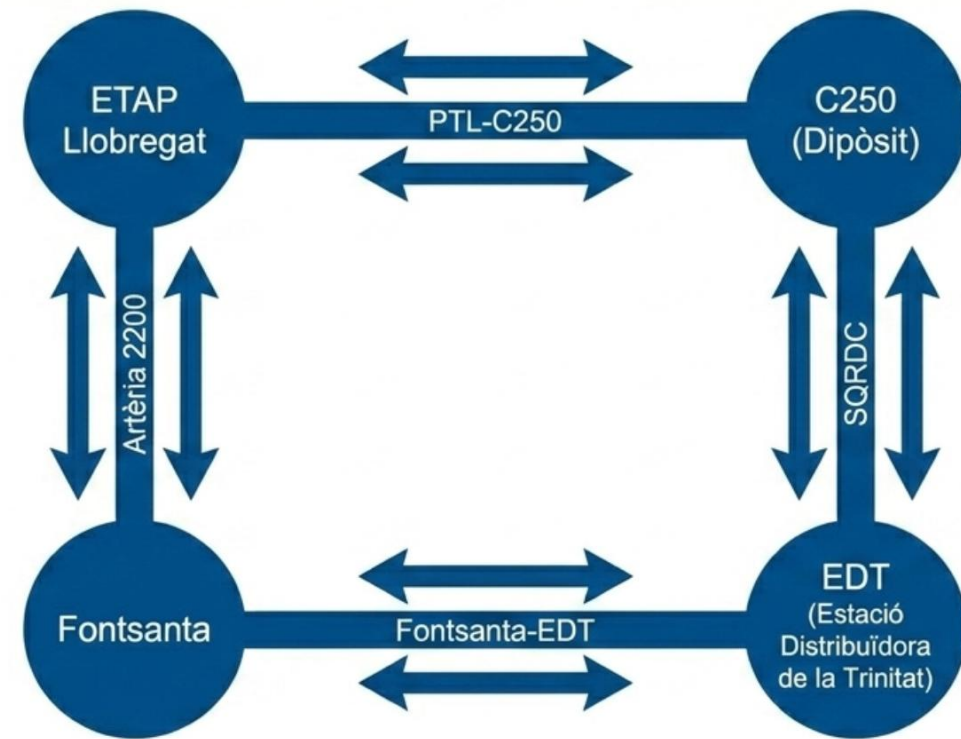 ETAP
Llobregat
PTL-C250
C250
(Dipòsit)
Artèria 2200
SQRDC
Fontsanta
Fontsanta-EDT
EDT
(Estació
Distribuïdora
de la Trinitat)